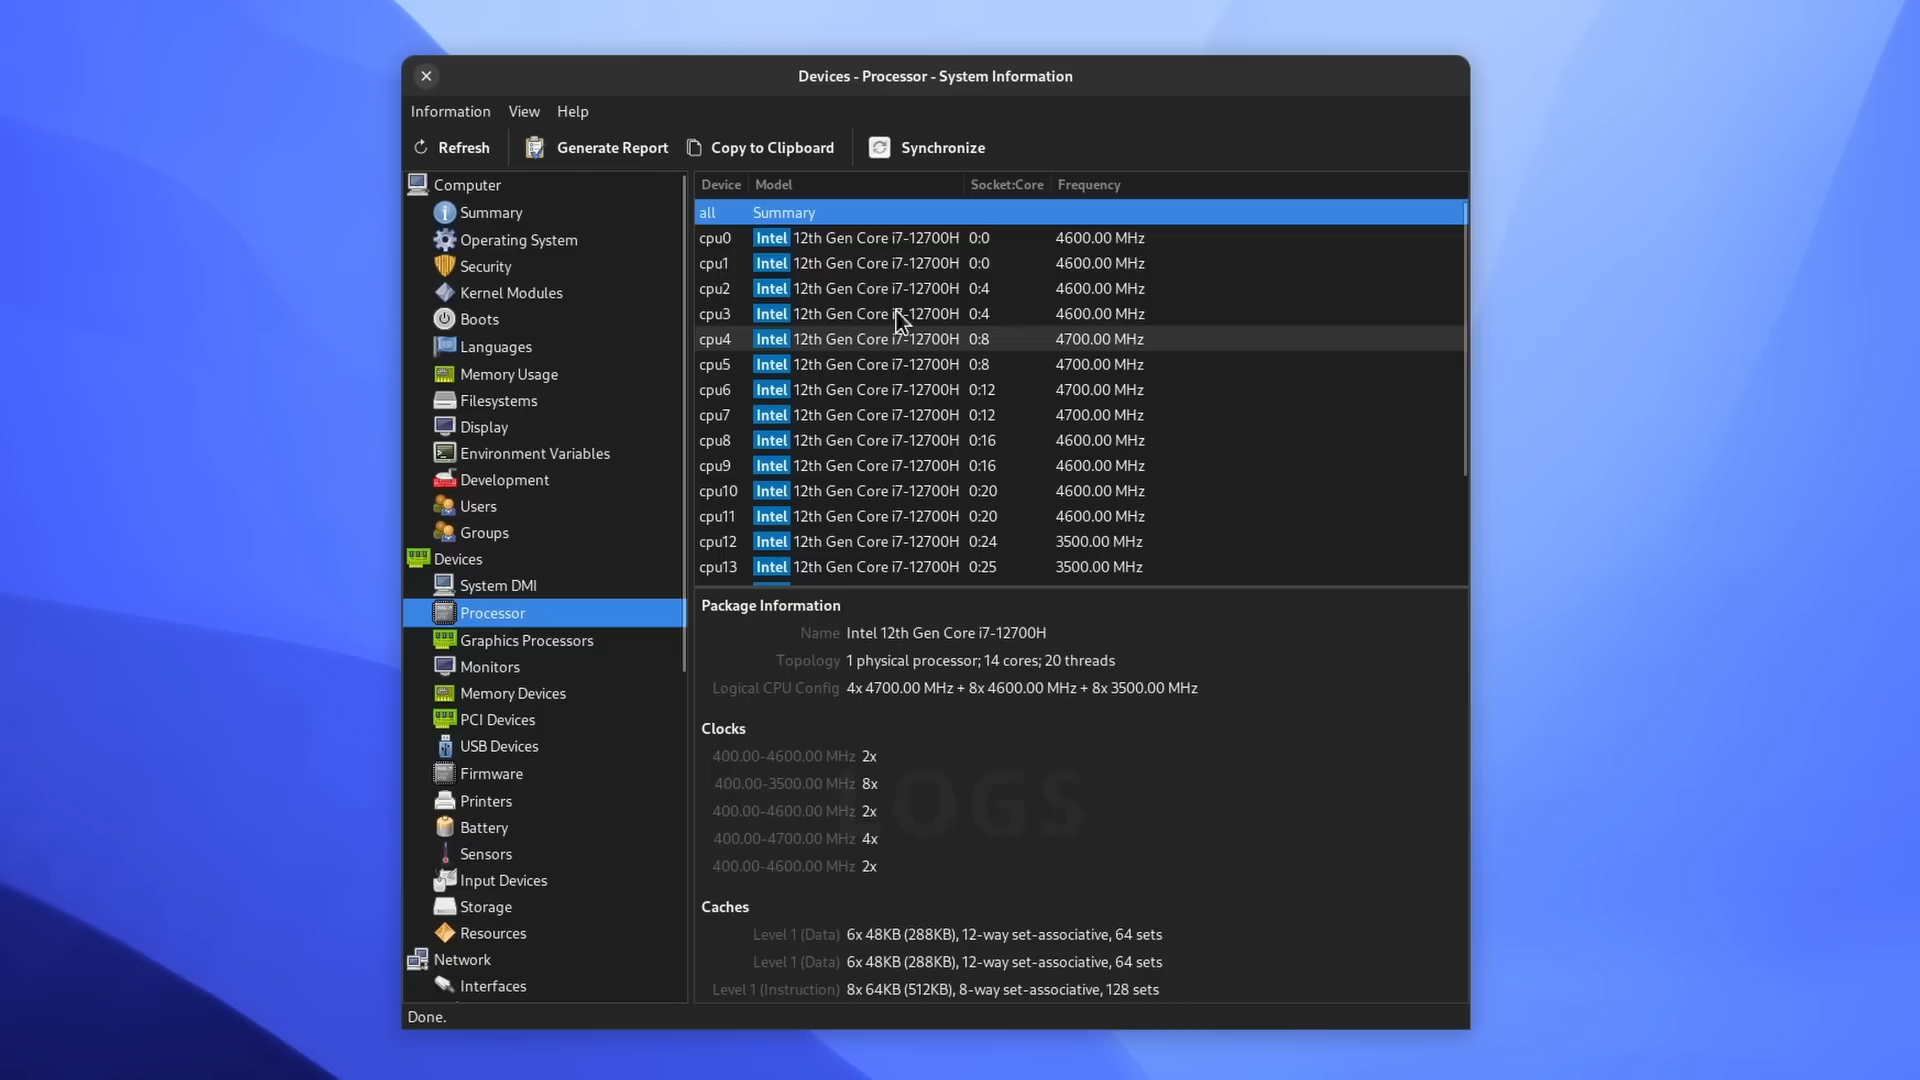 Devices - Processor - System Information
Information View Help
Refresh Generate Report Copy to Clipboard Synchronize
Computer
Summary
Operating System
Security
Kernel Modules
Boots
Languages
Memory Usage
Filesystems
Display
Environment Variables
Development
Users
Groups
Devices
System DMI
Processor
Graphics Processors
Monitors
Memory Devices
PCI Devices
USB Devices
Firmware
Printers
Battery
Sensors
Input Devices
Storage
Resources
Network
Interfaces
Device Model Socket:Core Frequency
all Summary
cpu0 Intel 12th Gen Core i7-12700H 0:0 4600.00 MHz
cpu1 Intel 12th Gen Core i7-12700H 0:0 4600.00 MHz
cpu2 Intel 12th Gen Core i7-12700H 0:4 4600.00 MHz
cpu3 Intel 12th Gen Core i7-12700H 0:4 4600.00 MHz
cpu4 Intel 12th Gen Core i7-12700H 0:8 4700.00 MHz
cpu5 Intel 12th Gen Core i7-12700H 0:8 4700.00 MHz
cpu6 Intel 12th Gen Core i7-12700H 0:12 4700.00 MHz
cpu7 Intel 12th Gen Core i7-12700H 0:12 4700.00 MHz
cpu8 Intel 12th Gen Core i7-12700H 0:16 4600.00 MHz
cpu9 Intel 12th Gen Core i7-12700H 0:16 4600.00 MHz
cpu10 Intel 12th Gen Core i7-12700H 0:20 4600.00 MHz
cpu11 Intel 12th Gen Core i7-12700H 0:20 4600.00 MHz
cpu12 Intel 12th Gen Core i7-12700H 0:24 3500.00 MHz
cpu13 Intel 12th Gen Core i7-12700H 0:25 3500.00 MHz
Package Information
Name Intel 12th Gen Core i7-12700H
Topology 1 physical processor; 14 cores; 20 threads
Logical CPU Config 4x 4700.00 MHz + 8x 4600.00 MHz + 8x 3500.00 MHz
Clocks
400.00-4600.00 MHz 2x
400.00-3500.00 MHz 8x
400.00-4600.00 MHz 2x
400.00-4700.00 MHz 4x
400.00-4600.00 MHz 2x
Caches
Level 1 (Data) 6x 48KB (288KB), 12-way set-associative, 64 sets
Level 1 (Data) 6x 48KB (288KB), 12-way set-associative, 64 sets
Level 1 (Instruction) 8x 64KB (512KB), 8-way set-associative, 128 sets
Done.